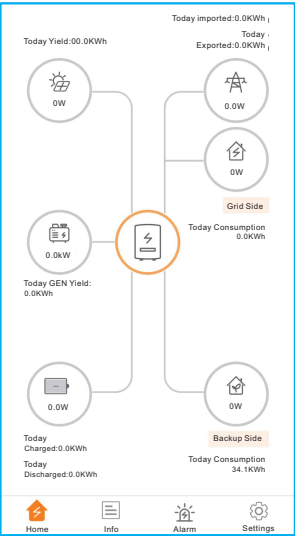 Today imported:0.0KWh
Today
Exported:0.0KWh
Today Yield:00.0KWh
0W
0.0W
0W
Grid Side
Today Consumption
0.0KWh
0.0kW
Today GEN Yield:
0.0KWh
0.0W
0W
Today
Charged:0.0KWh
Today
Discharged:0.0KWh
Backup Side
Today Consumption
34.1KWh
Home
Info
Alarm
Settings